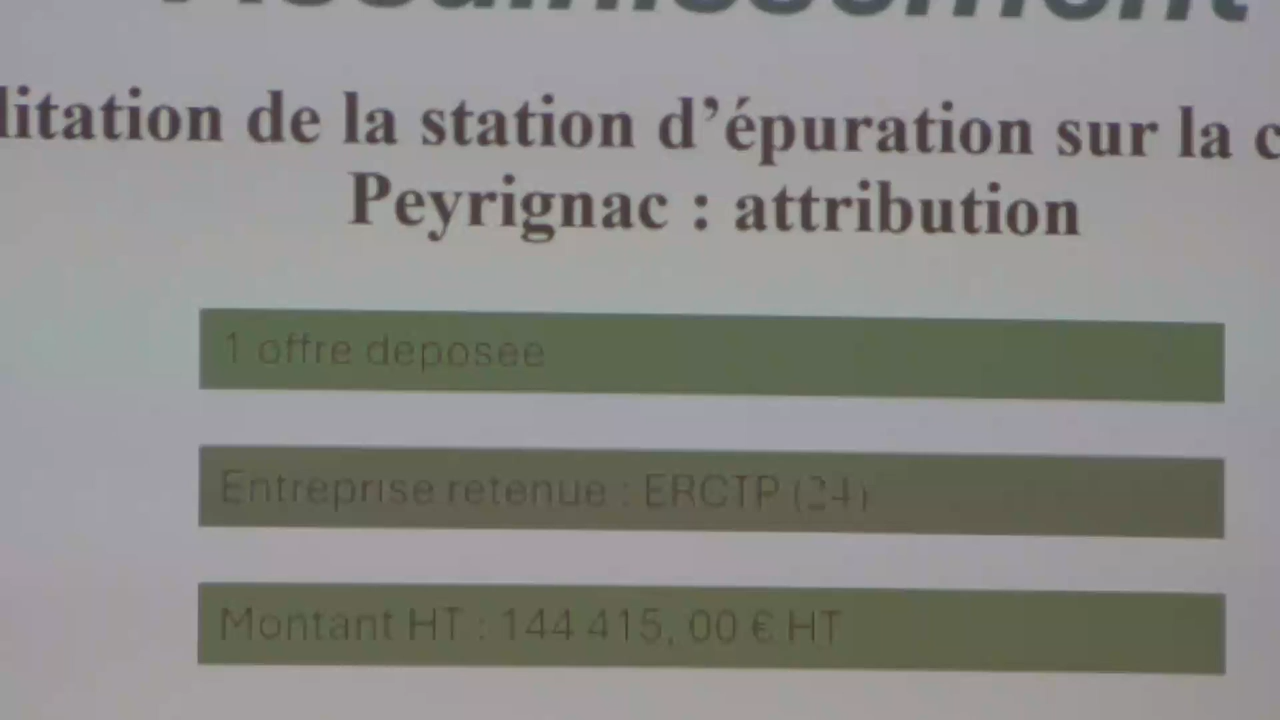 litation de la station d'épuration sur la c
Peyrignac : attribution
1 offre déposée
Entreprise retenue : ERCTP (24)
Montant HT : 144 415, 00 € HT